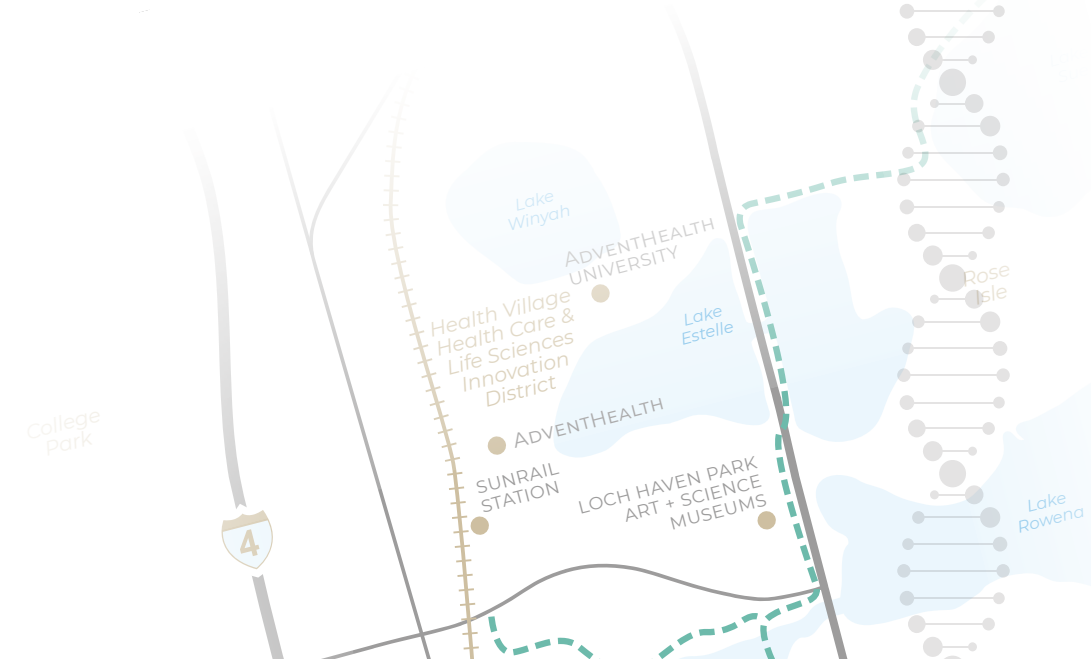 Lake
Winyah
AdventHealth
UNIVERSITY
Rose
Isle
Health Village
Health Care &
Life Sciences
Innovation
District
Lake
Estelle
College
Park
AdventHealth
SUNRAIL
STATION
LOCH HAVEN PARK
ART + SCIENCE
MUSEUMS
Lake
Rowena
4